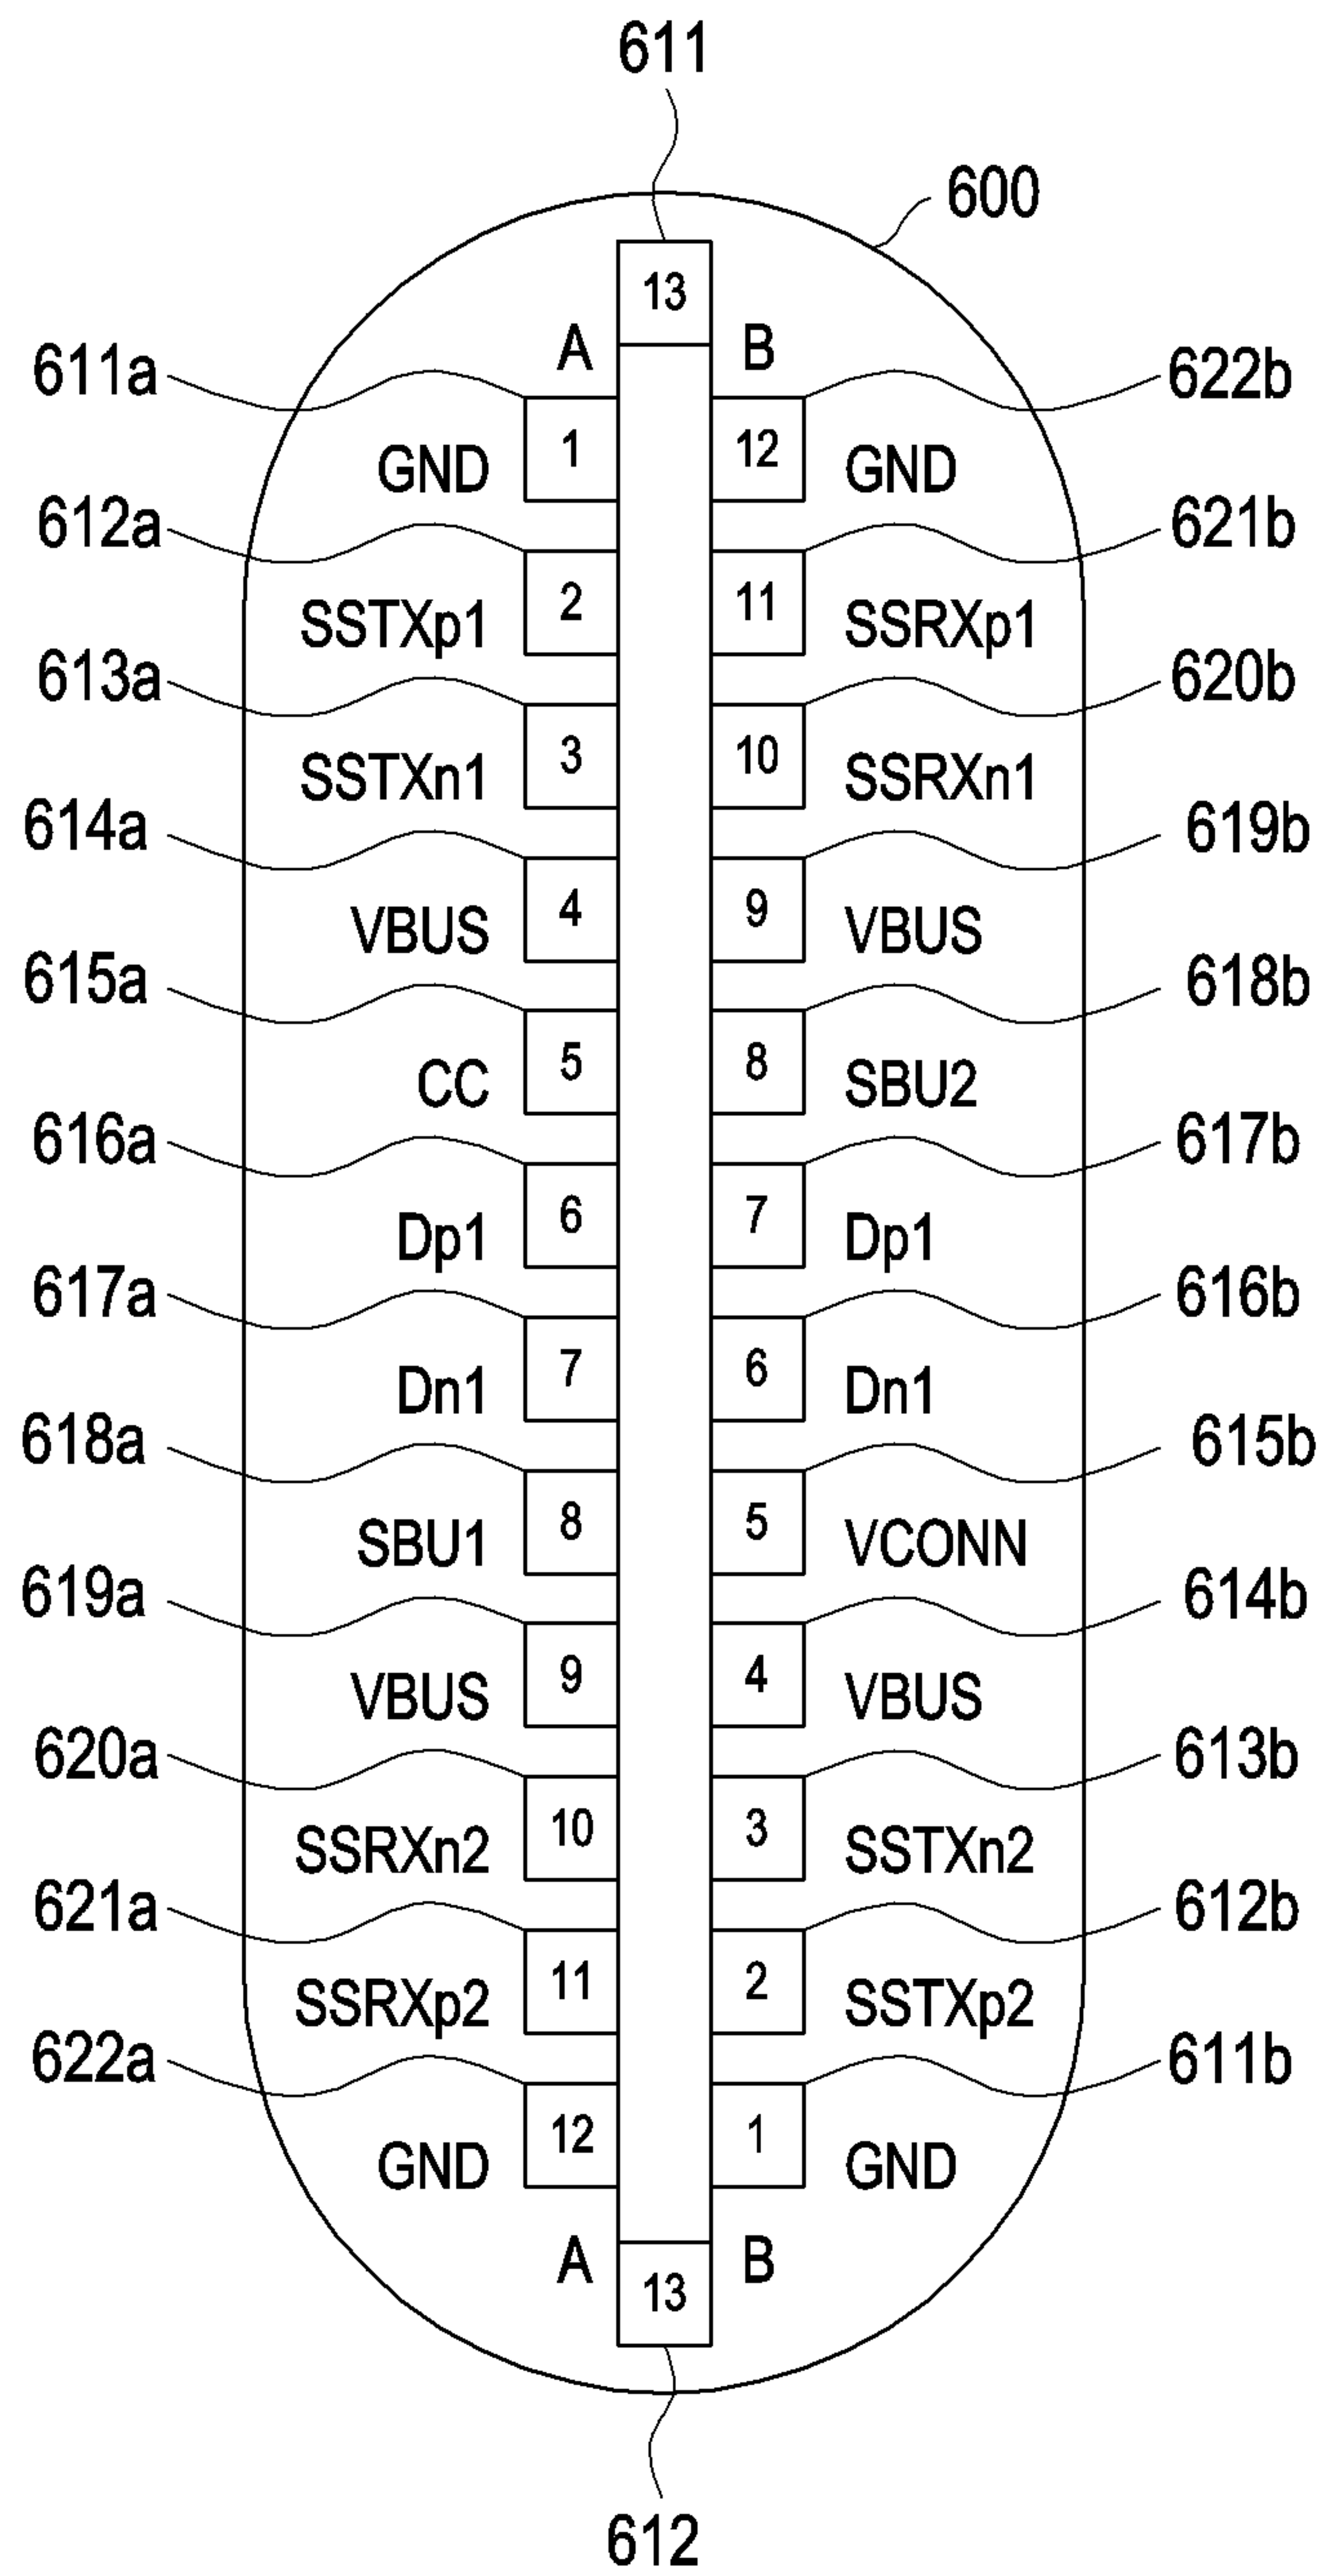 611
600
13
A B
611a 1 12 622b
GND GND
612a 621b
2 11
SSTXp1 SSRXp1
613a 620b
3 10
SSTXn1 SSRXn1
614a 619b
4 9
VBUS VBUS
615a 618b
5 8
CC SBU2
616a 617b
6 7
Dp1 Dp1
617a 616b
7 6
Dn1 Dn1
618a 615b
8 5
SBU1 VCONN
619a 614b
9 4
VBUS VBUS
620a 613b
10 3
SSRXn2 SSTXn2
621a 612b
11 2
SSRXp2 SSTXp2
622a 611b
12 1
GND GND
A B
13
612